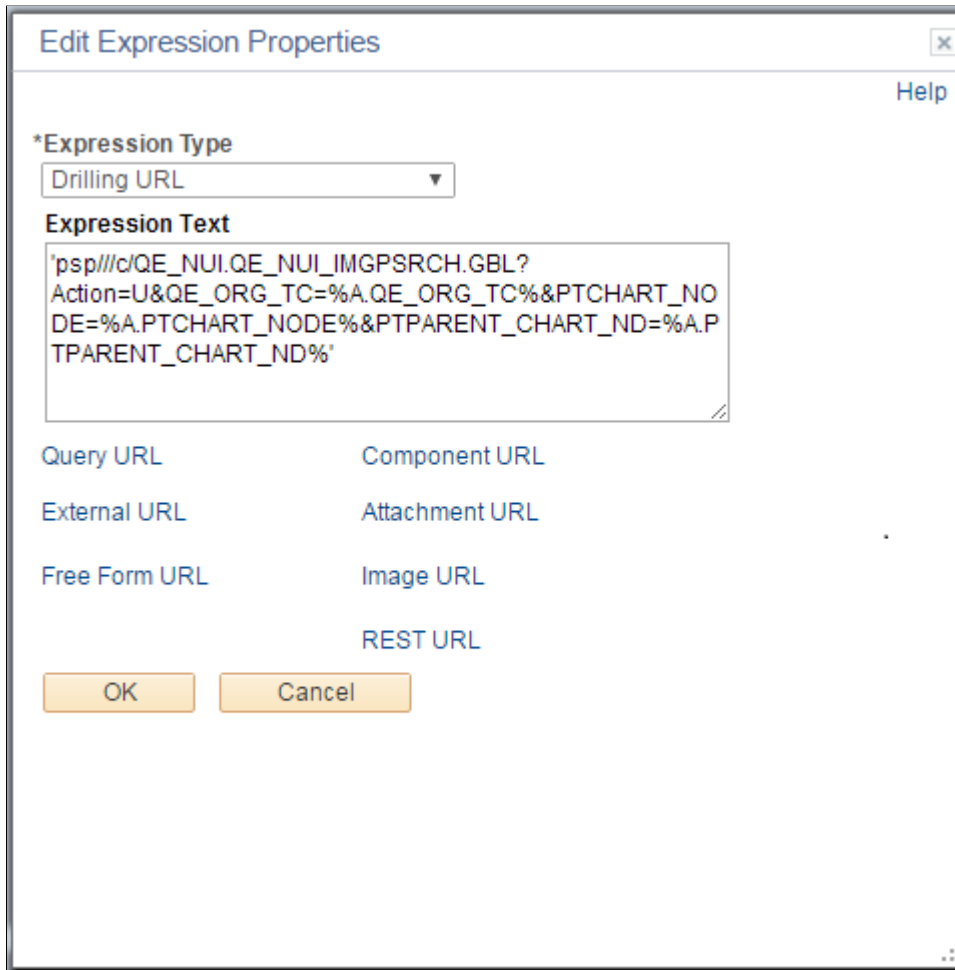 Edit Expression Properties
Help
*Expression Type
Drilling URL
Expression Text
'psp///c/QE_NUI.QE_NUI_IMGPSRCH.GBL?
Action=U&QE_ORG_TC=%A.QE_ORG_TC%&PTCHART_NO
DE=%A.PTCHART_NODE%&PTPARENT_CHART_ND=%A.P
TPARENT_CHART_ND%'
Query URL Component URL
External URL Attachment URL
Free Form URL Image URL
REST URL
OK Cancel